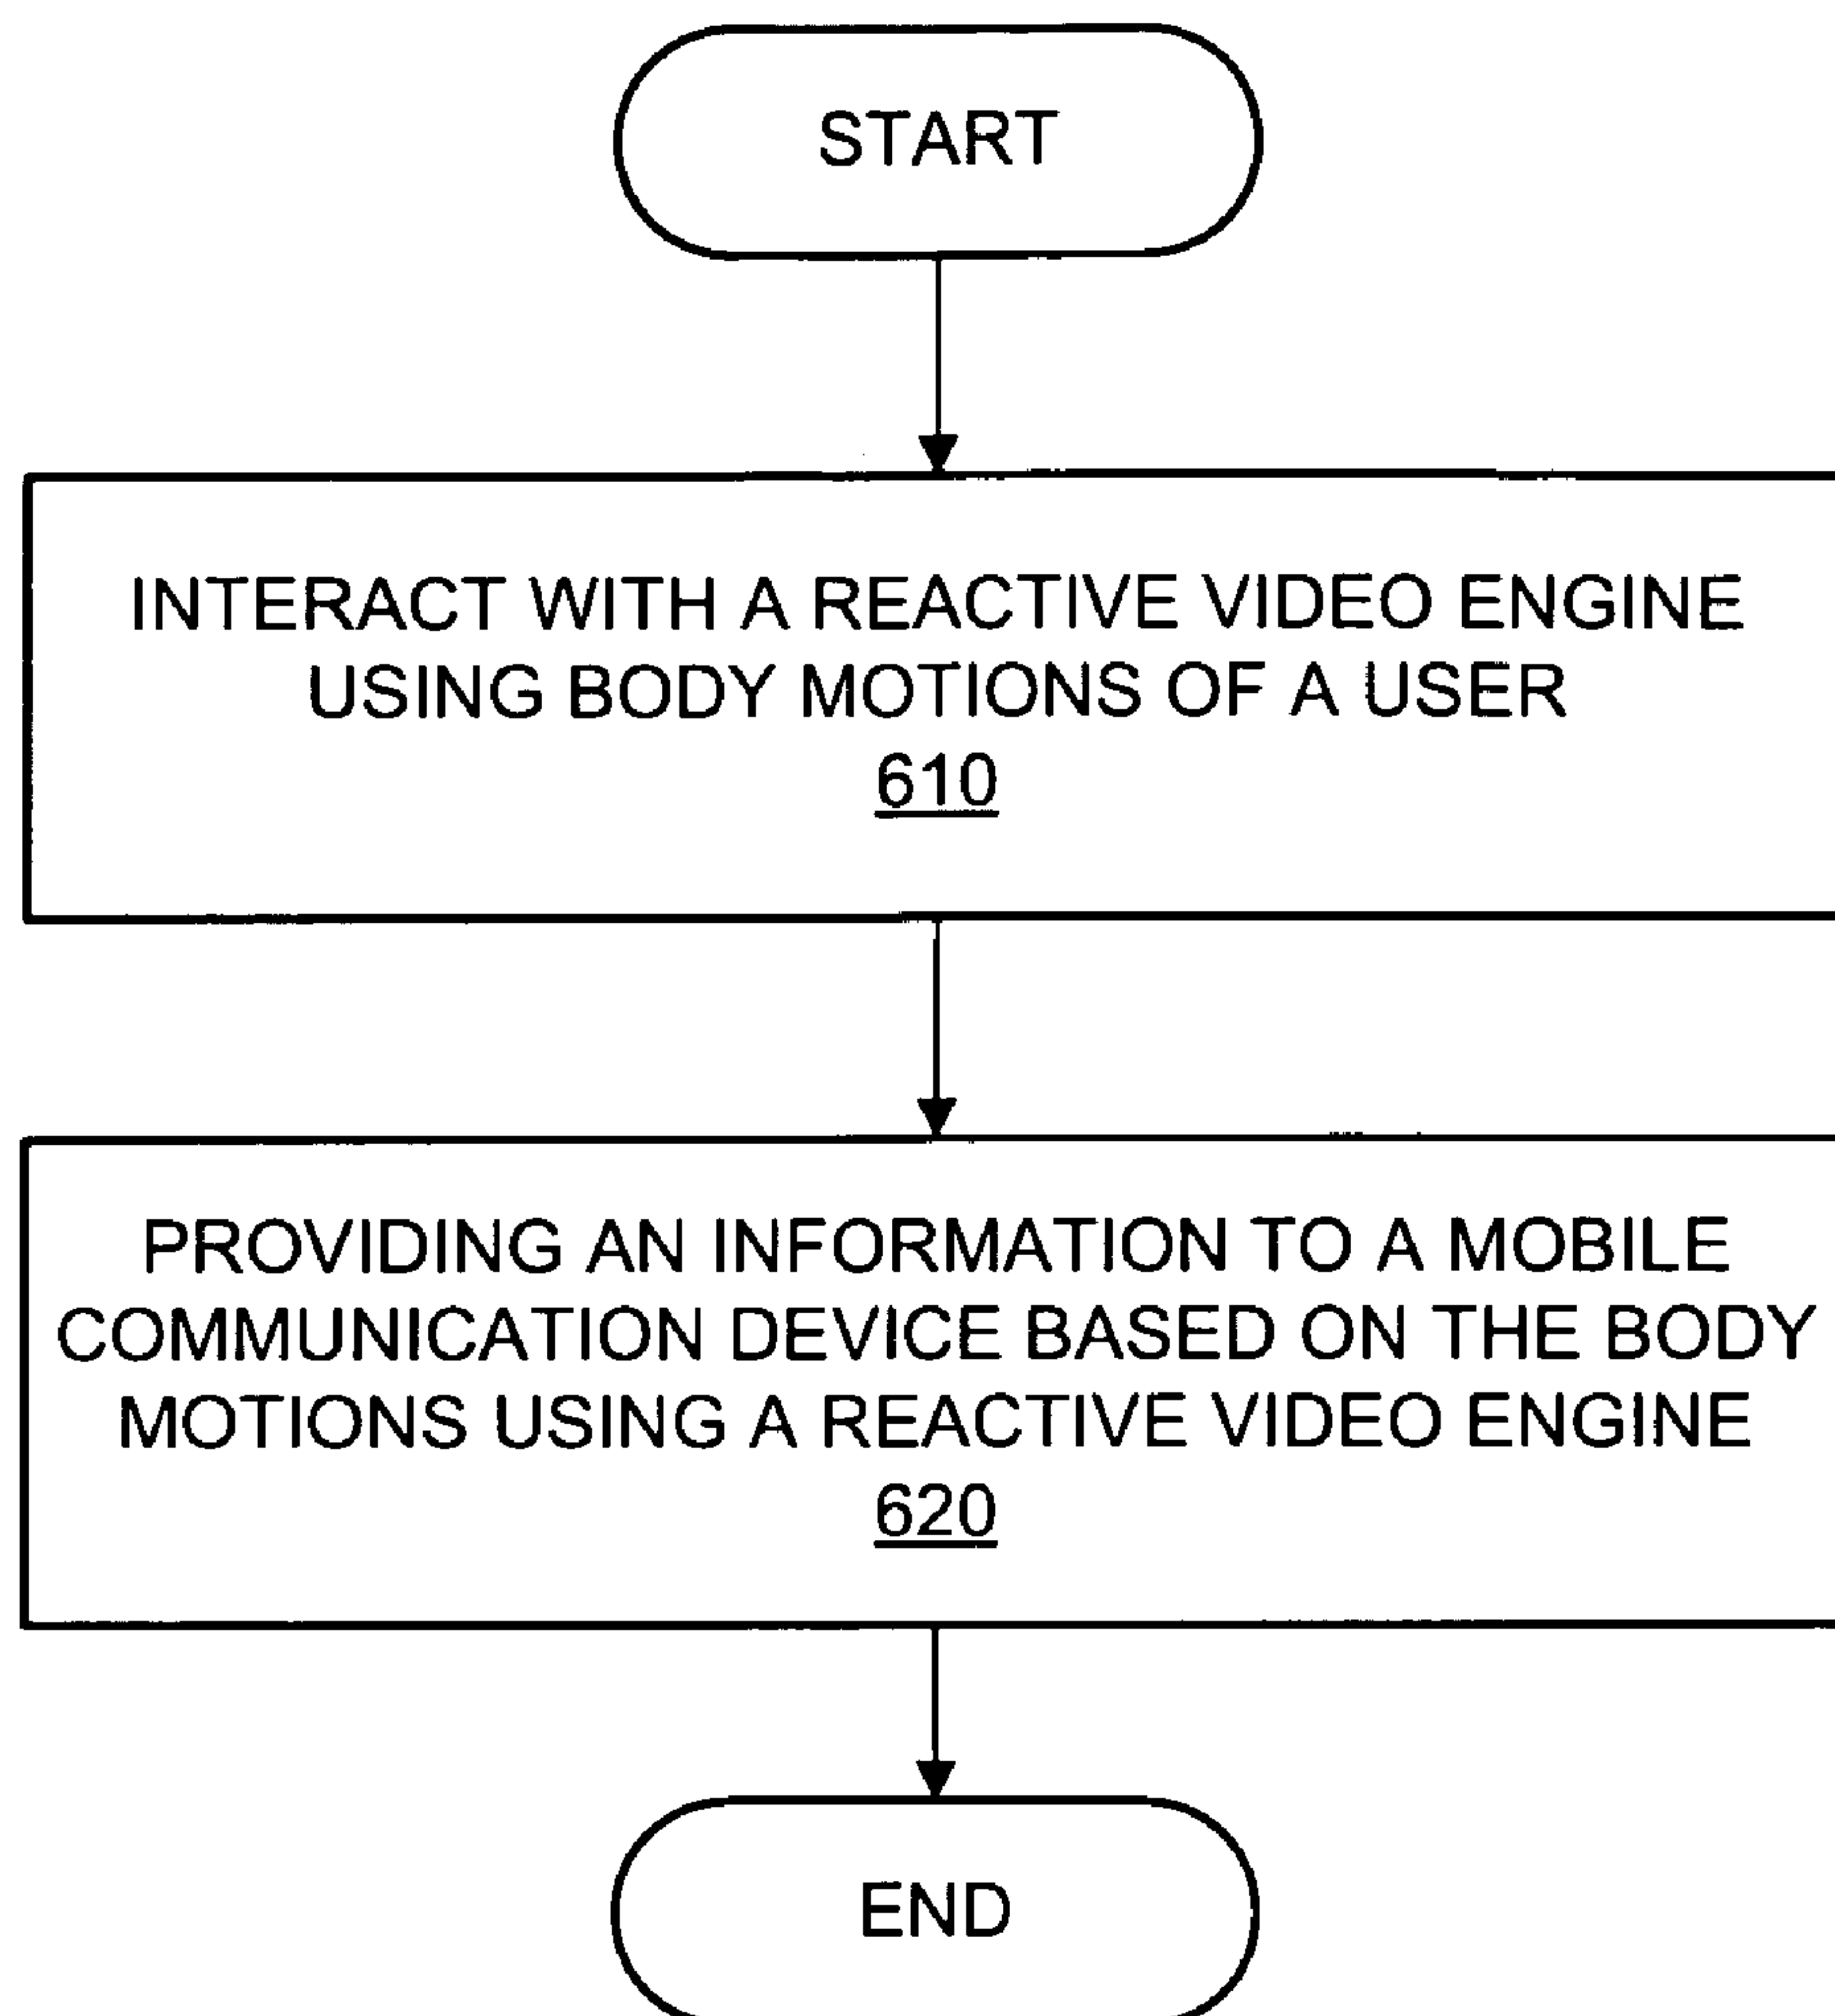 START
INTERACT WITH A REACTIVE VIDEO ENGINE
USING BODY MOTIONS OF A USER
610
PROVIDING AN INFORMATION TO A MOBILE
COMMUNICATION DEVICE BASED ON THE BODY
MOTIONS USING A REACTIVE VIDEO ENGINE
620
END